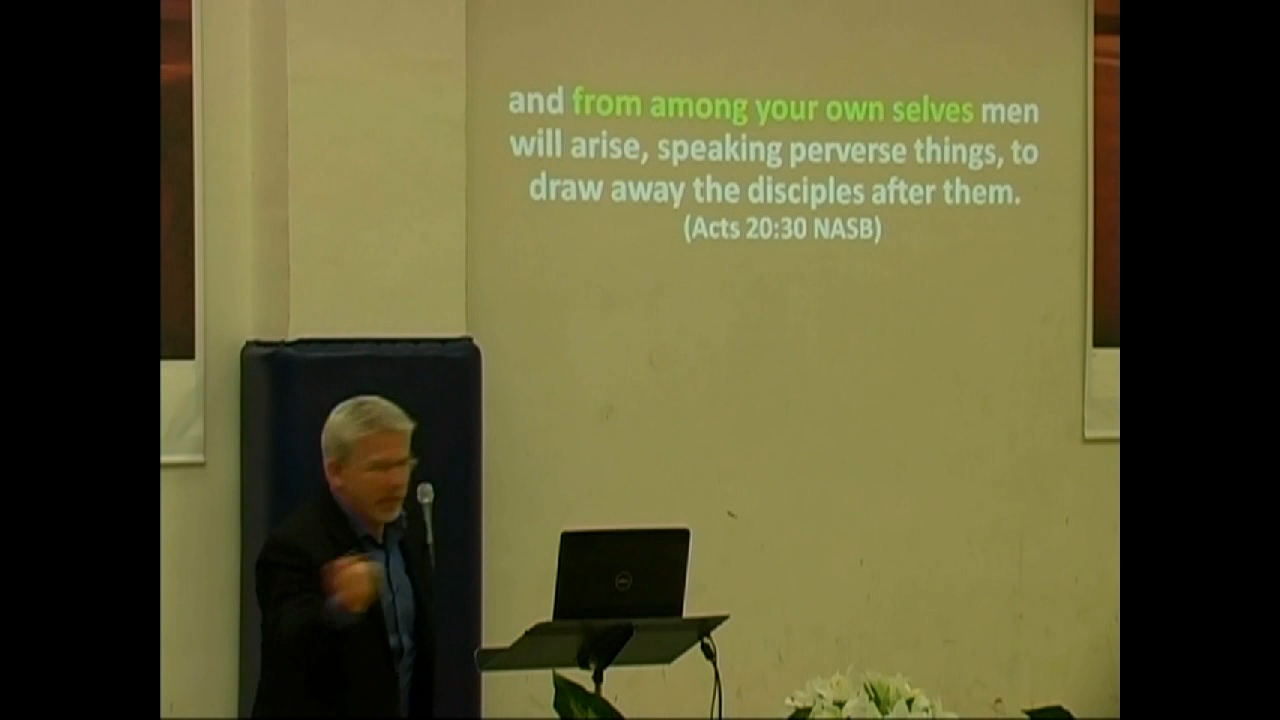 and from among your own selves men
will arise, speaking perverse things, to
draw away the disciples after them.
(Acts 20:30 NASB)